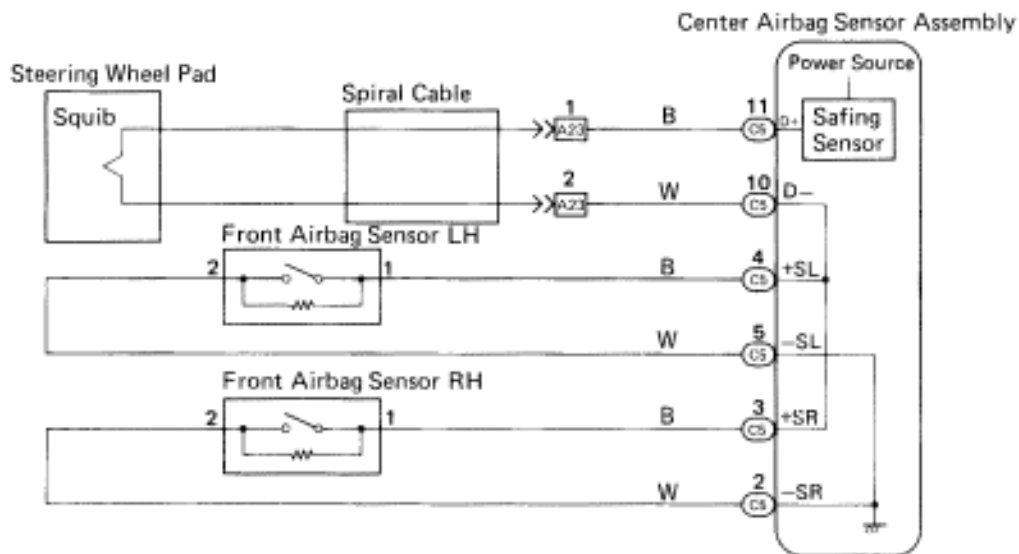 Center Airbag Sensor Assembly
Power Source
Steering Wheel Pad
Squib
Spiral Cable
1
A23
B
11
C5
D+
Safing
Sensor
2
A23
W
10
C5
D−
Front Airbag Sensor LH
2
1
B
4
C5
+SL
W
5
C5
−SL
Front Airbag Sensor RH
2
1
B
3
C5
+SR
W
2
C5
−SR